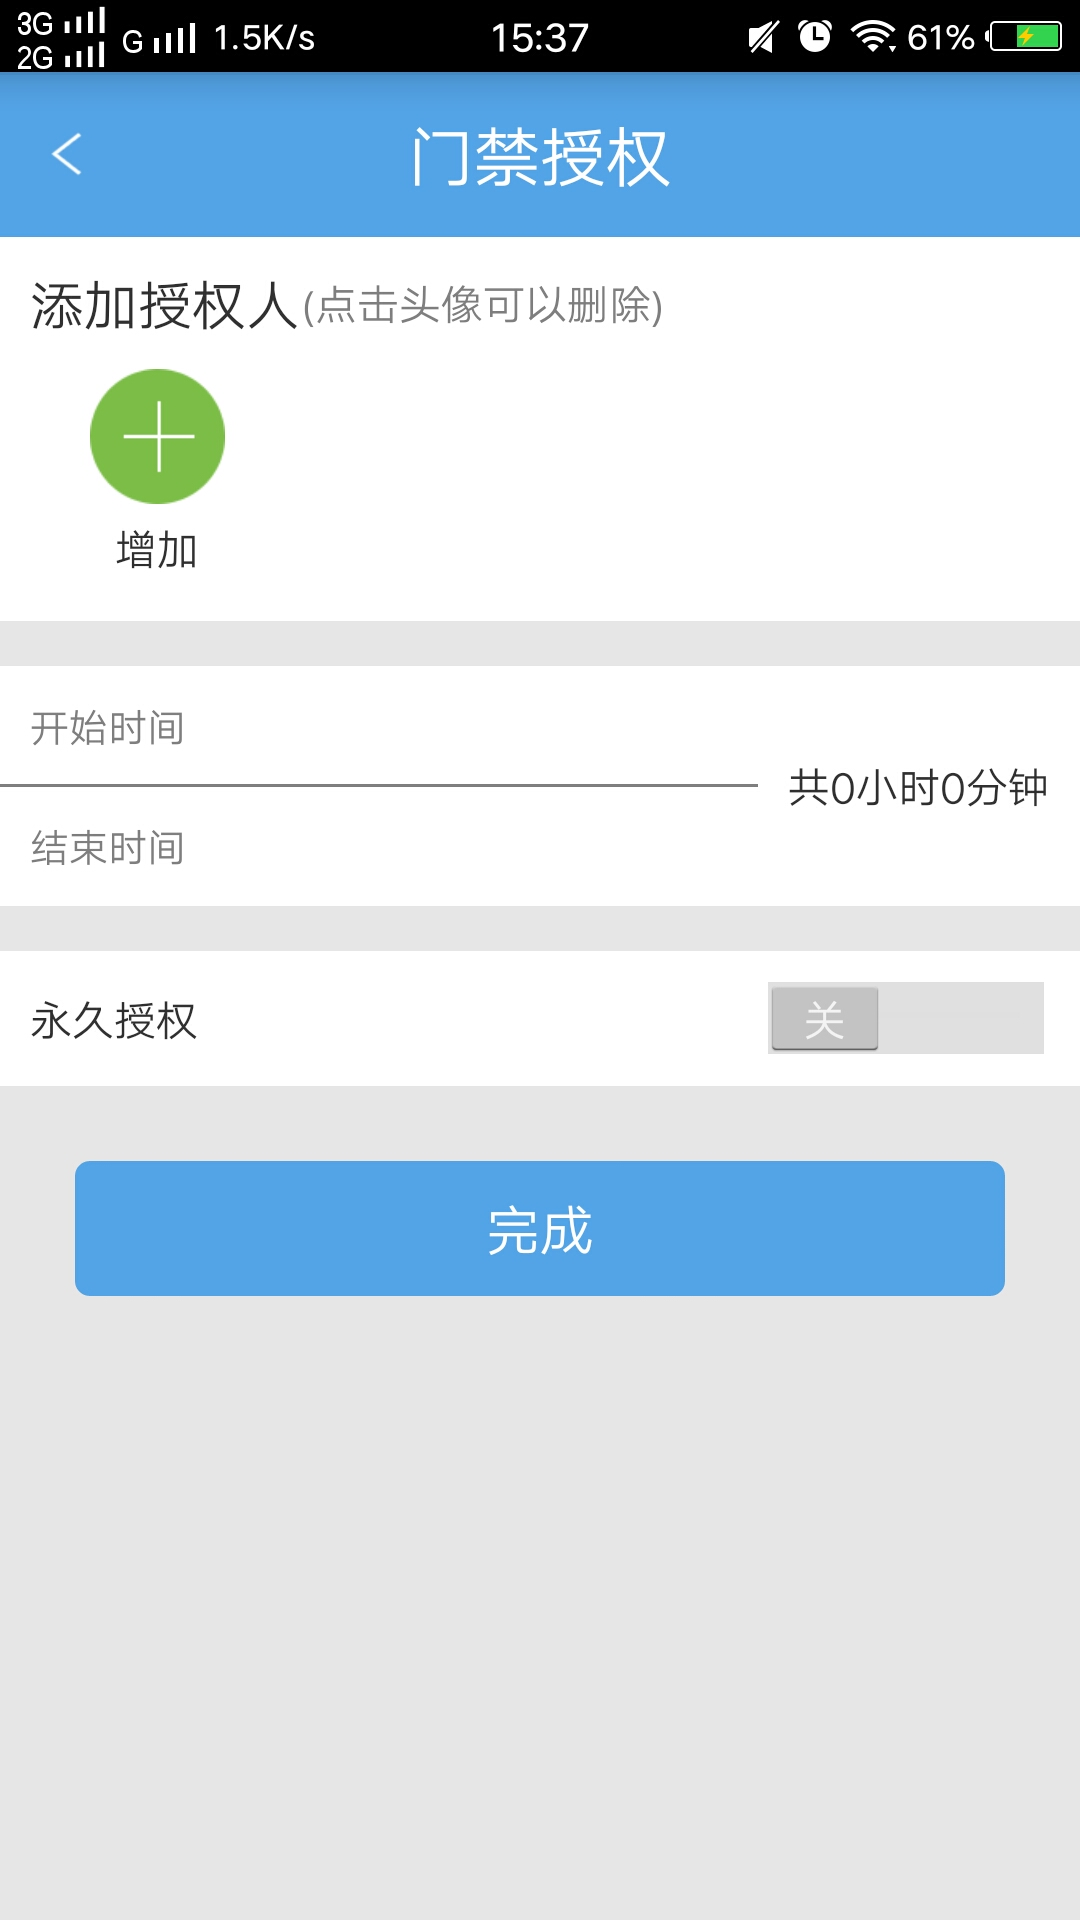 3G
2G
G 1.5K/s 15:37 61%
门禁授权
添加授权人(点击头像可以删除)
增加
开始时间
共0小时0分钟
结束时间
永久授权 关
完成